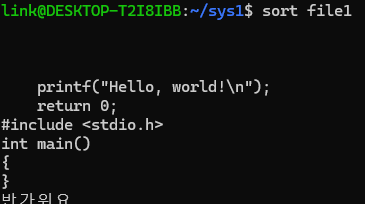 link@DESKTOP-T2I8IBB:~/sys1$ sort file1
    printf("Hello, world!\n");
    return 0;
#include <stdio.h>
int main()
{
}
반가워요